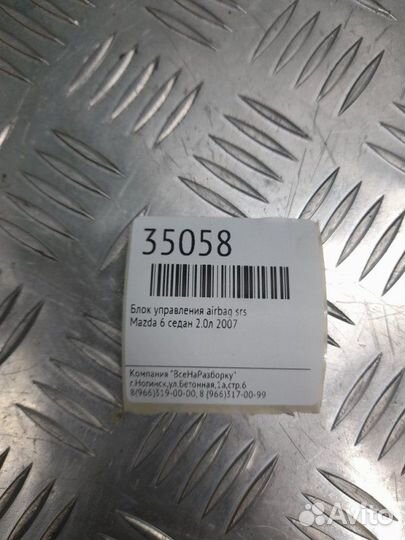 35058
Блок управления airbag srs
Mazda 6 седан 2.0л 2007
Компания "ВсеНаРазборку"
г.Ногинск,ул.Бетонная,1а,стр.6
8(966)319-00-00, 8 (966)317-00-99
Avito